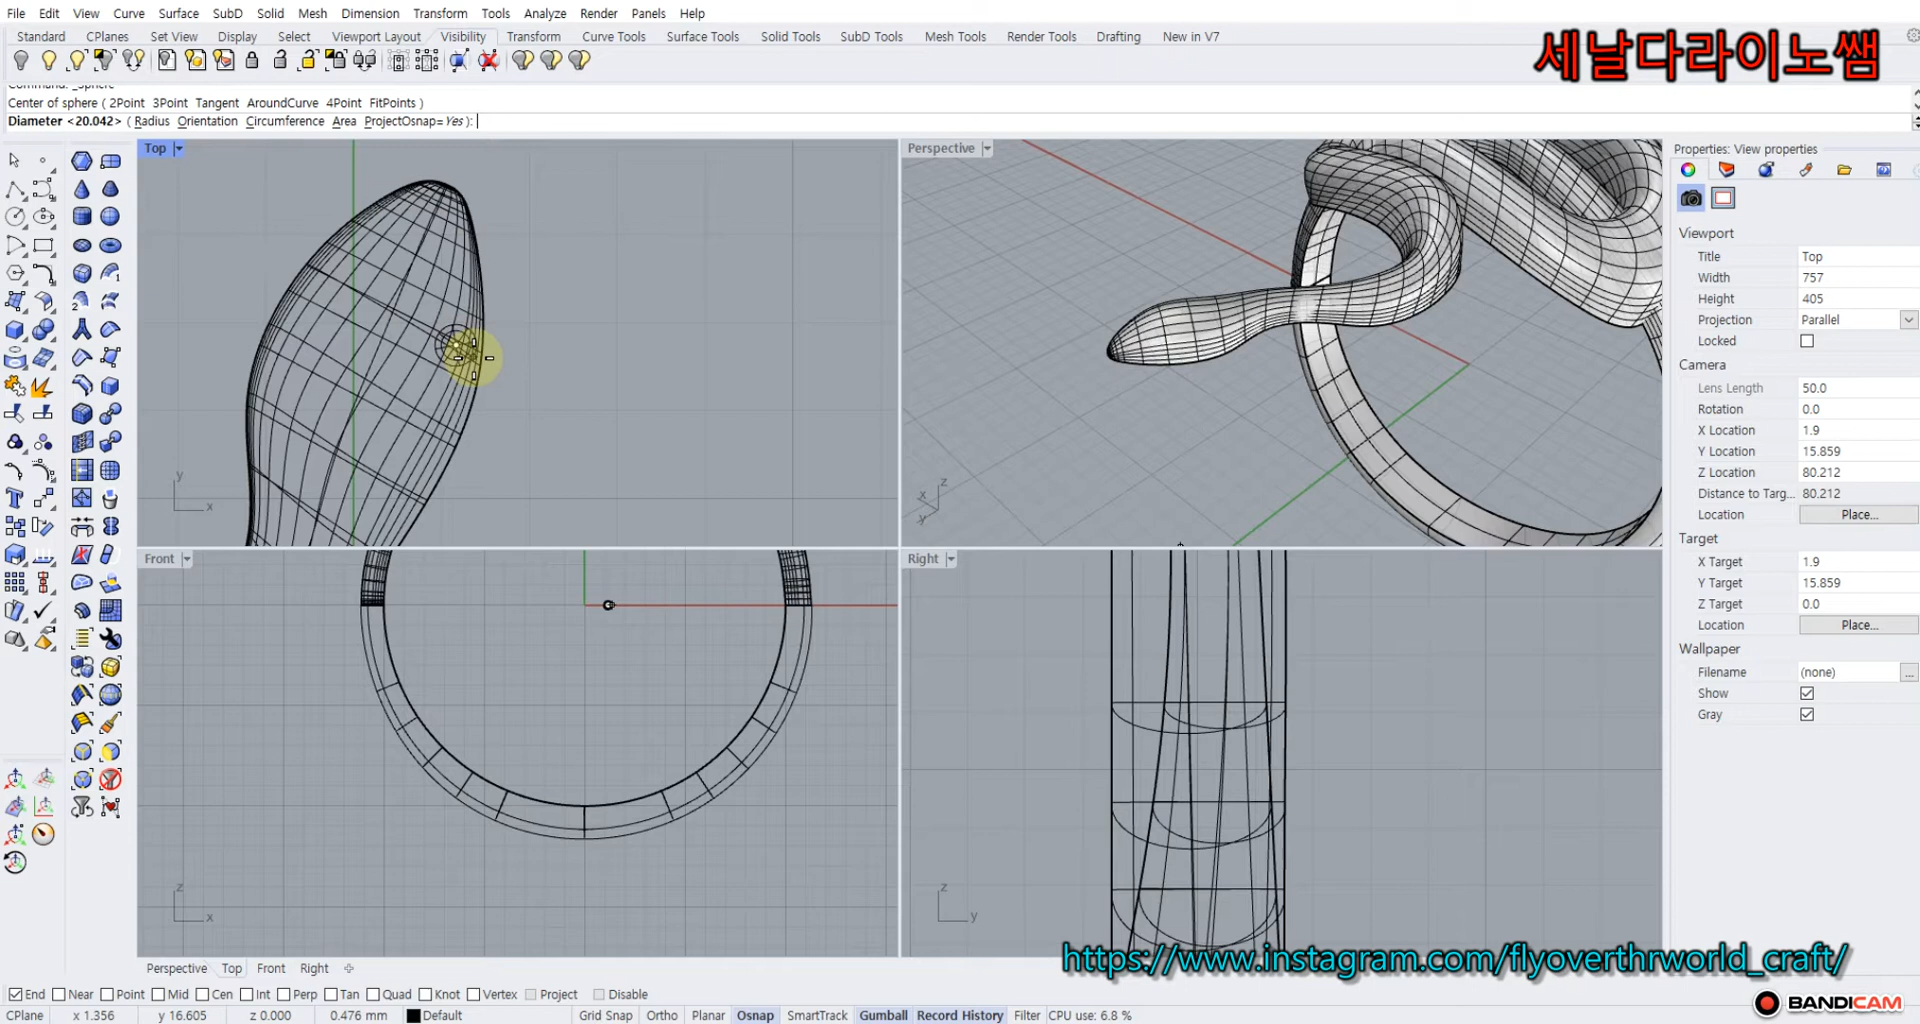 File Edit View Curve Surface SubD Solid Mesh Dimension Transform Tools Analyze Render Panels Help
Standard CPlanes Set View Display Select Viewport Layout Visibility Transform Curve Tools Surface Tools Solid Tools SubD Tools Mesh Tools Render Tools Drafting New in V7
세날다라이노쌤
Command: _Sphere
Center of sphere ( 2Point 3Point Tangent AroundCurve 4Point FitPoints )
Diameter <20.042> ( Radius Orientation Circumference Area ProjectOsnap=Yes ):
Top
y
x
Perspective
z
x
y
Front
z
x
Right
z
y
Properties: View properties
Viewport
Title Top
Width 757
Height 405
Projection Parallel
Locked
Camera
Lens Length 50.0
Rotation 0.0
X Location 1.9
Y Location 15.859
Z Location 80.212
Distance to Targ... 80.212
Location Place...
Target
X Target 1.9
Y Target 15.859
Z Target 0.0
Location Place...
Wallpaper
Filename (none) ...
Show
Gray
https://www.instagram.com/flyoverthrworld_craft/
Perspective Top Front Right
End Near Point Mid Cen Int Perp Tan Quad Knot Vertex Project Disable
BANDICAM
CPlane x 1.356 y 16.605 z 0.000 0.476 mm Default Grid Snap Ortho Planar Osnap SmartTrack Gumball Record History Filter CPU use: 6.8 %